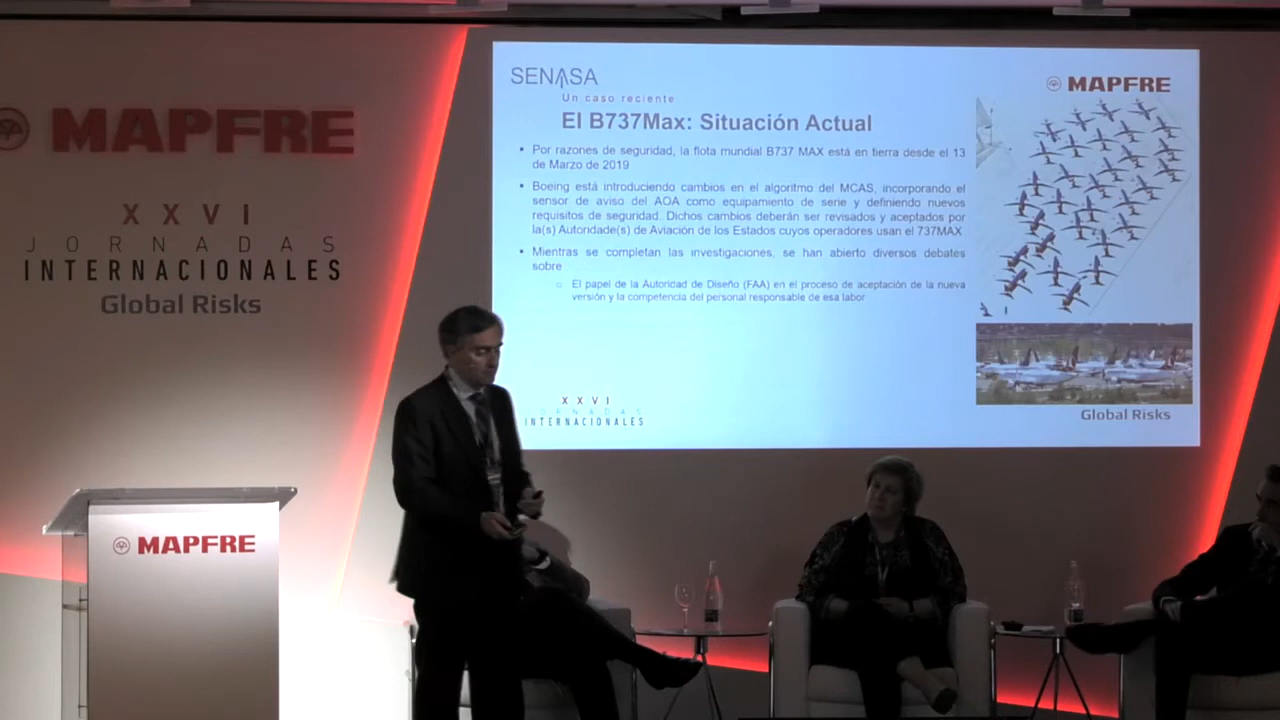 MAPFRE
XXVI
JORNADAS
INTERNACIONALES
Global Risks
MAPFRE
SENASA
MAPFRE
Un caso reciente
El B737Max: Situación Actual
▪ Por razones de seguridad, la flota mundial B737 MAX está en tierra desde el 13
de Marzo de 2019
▪ Boeing está introduciendo cambios en el algoritmo del MCAS, incorporando el
sensor de aviso del AOA como equipamiento de serie y definiendo nuevos
requisitos de seguridad. Dichos cambios deberán ser revisados y aceptados por
la(s) Autoridade(s) de Aviación de los Estados cuyos operadores usan el 737MAX
▪ Mientras se completan las investigaciones, se han abierto diversos debates
sobre
○ El papel de la Autoridad de Diseño (FAA) en el proceso de aceptación de la nueva
versión y la competencia del personal responsable de esa labor
XXVI
JORNADAS
INTERNACIONALES
Global Risks